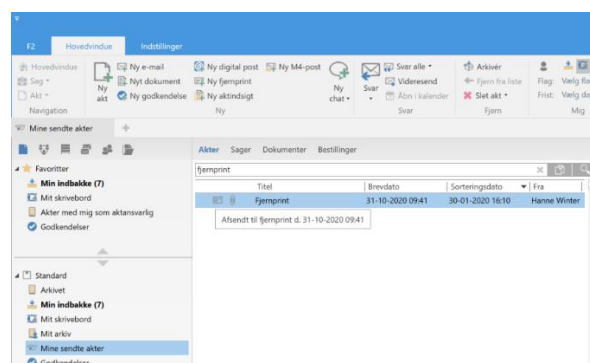 F2 Hovedvindue Indstillinger
Hovedvindue
Sag
Akt
Navigation
Ny akt
Ny e-mail
Nyt dokument
Ny godkendelse
Ny digital post
Ny fjernprint
Ny aktindsigt
Ny M4-post
Ny chat
Ny
Svar
Svar alle
Videresend
Åbn i kalender
Svar
Arkivér
Fjern fra liste
Slet akt
Fjern
Flag: Vælg fla
Frist: Vælg da
Mig
Mine sendte akter +
Akter Sager Dokumenter Bestillinger
fjernprint
Titel Brevdato Sorteringsdato Fra
Fjernprint 31-10-2020 09:41 30-01-2020 16:10 Hanne Winter
Afsendt til fjernprint d. 31-10-2020 09:41
Favoritter
Min indbakke (7)
Mit skrivebord
Akter med mig som aktansvarlig
Godkendelser
Standard
Arkivet
Min indbakke (7)
Mit skrivebord
Mit arkiv
Mine sendte akter
Godkendelser